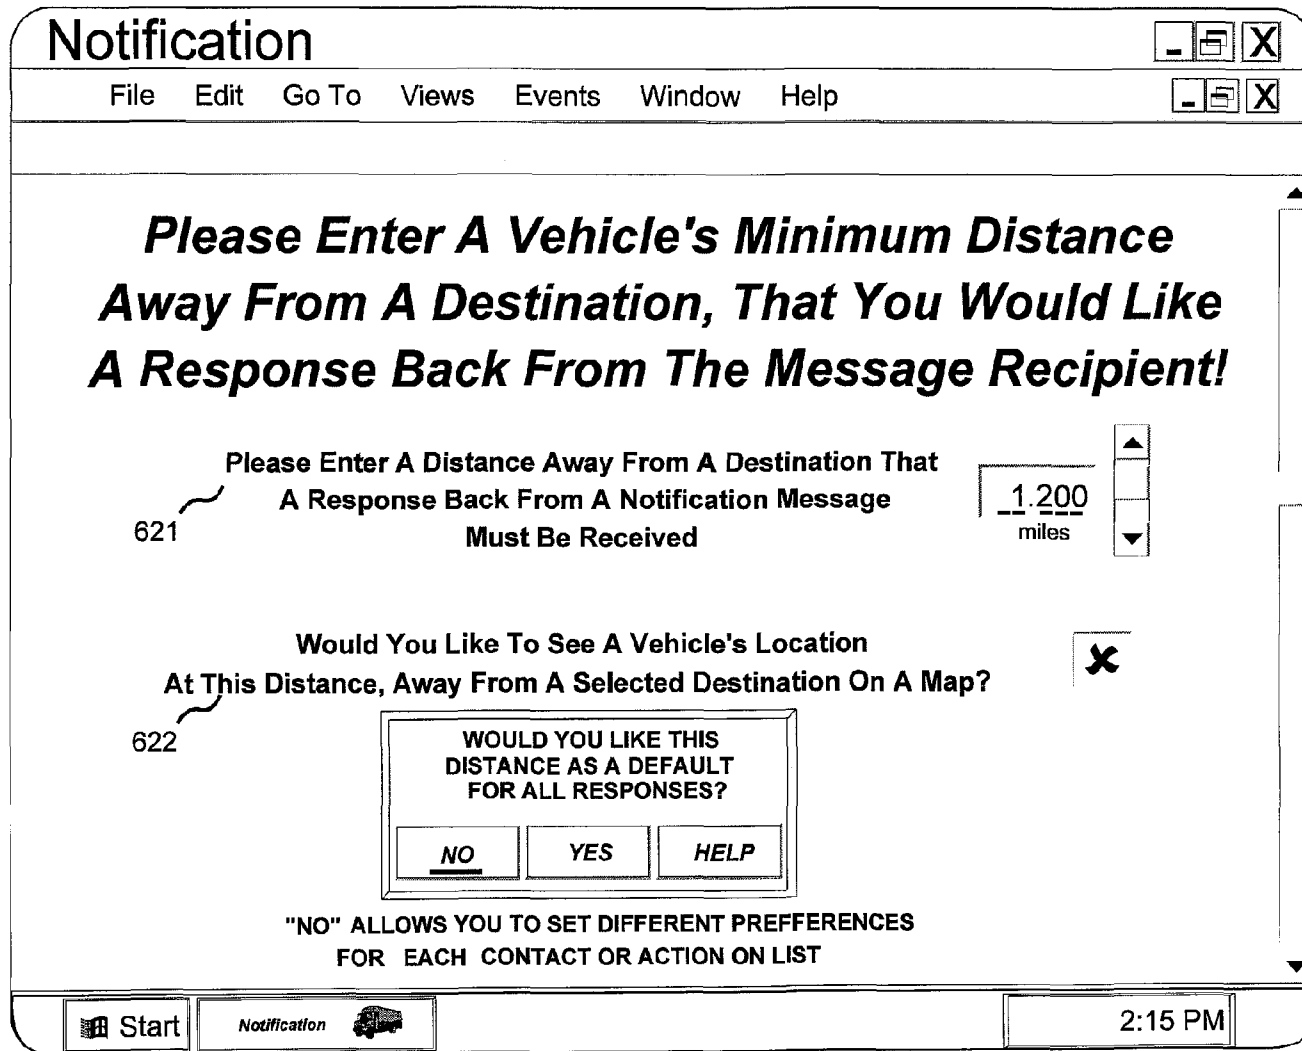 Notification
File Edit Go To Views Events Window Help
Please Enter A Vehicle's Minimum Distance
Away From A Destination, That You Would Like
A Response Back From The Message Recipient!
Please Enter A Distance Away From A Destination That
A Response Back From A Notification Message
Must Be Received
621
1.200
miles
Would You Like To See A Vehicle's Location
At This Distance, Away From A Selected Destination On A Map?
622
WOULD YOU LIKE THIS
DISTANCE AS A DEFAULT
FOR ALL RESPONSES?
NO YES HELP
"NO" ALLOWS YOU TO SET DIFFERENT PREFFERENCES
FOR EACH CONTACT OR ACTION ON LIST
Start Notification 2:15 PM